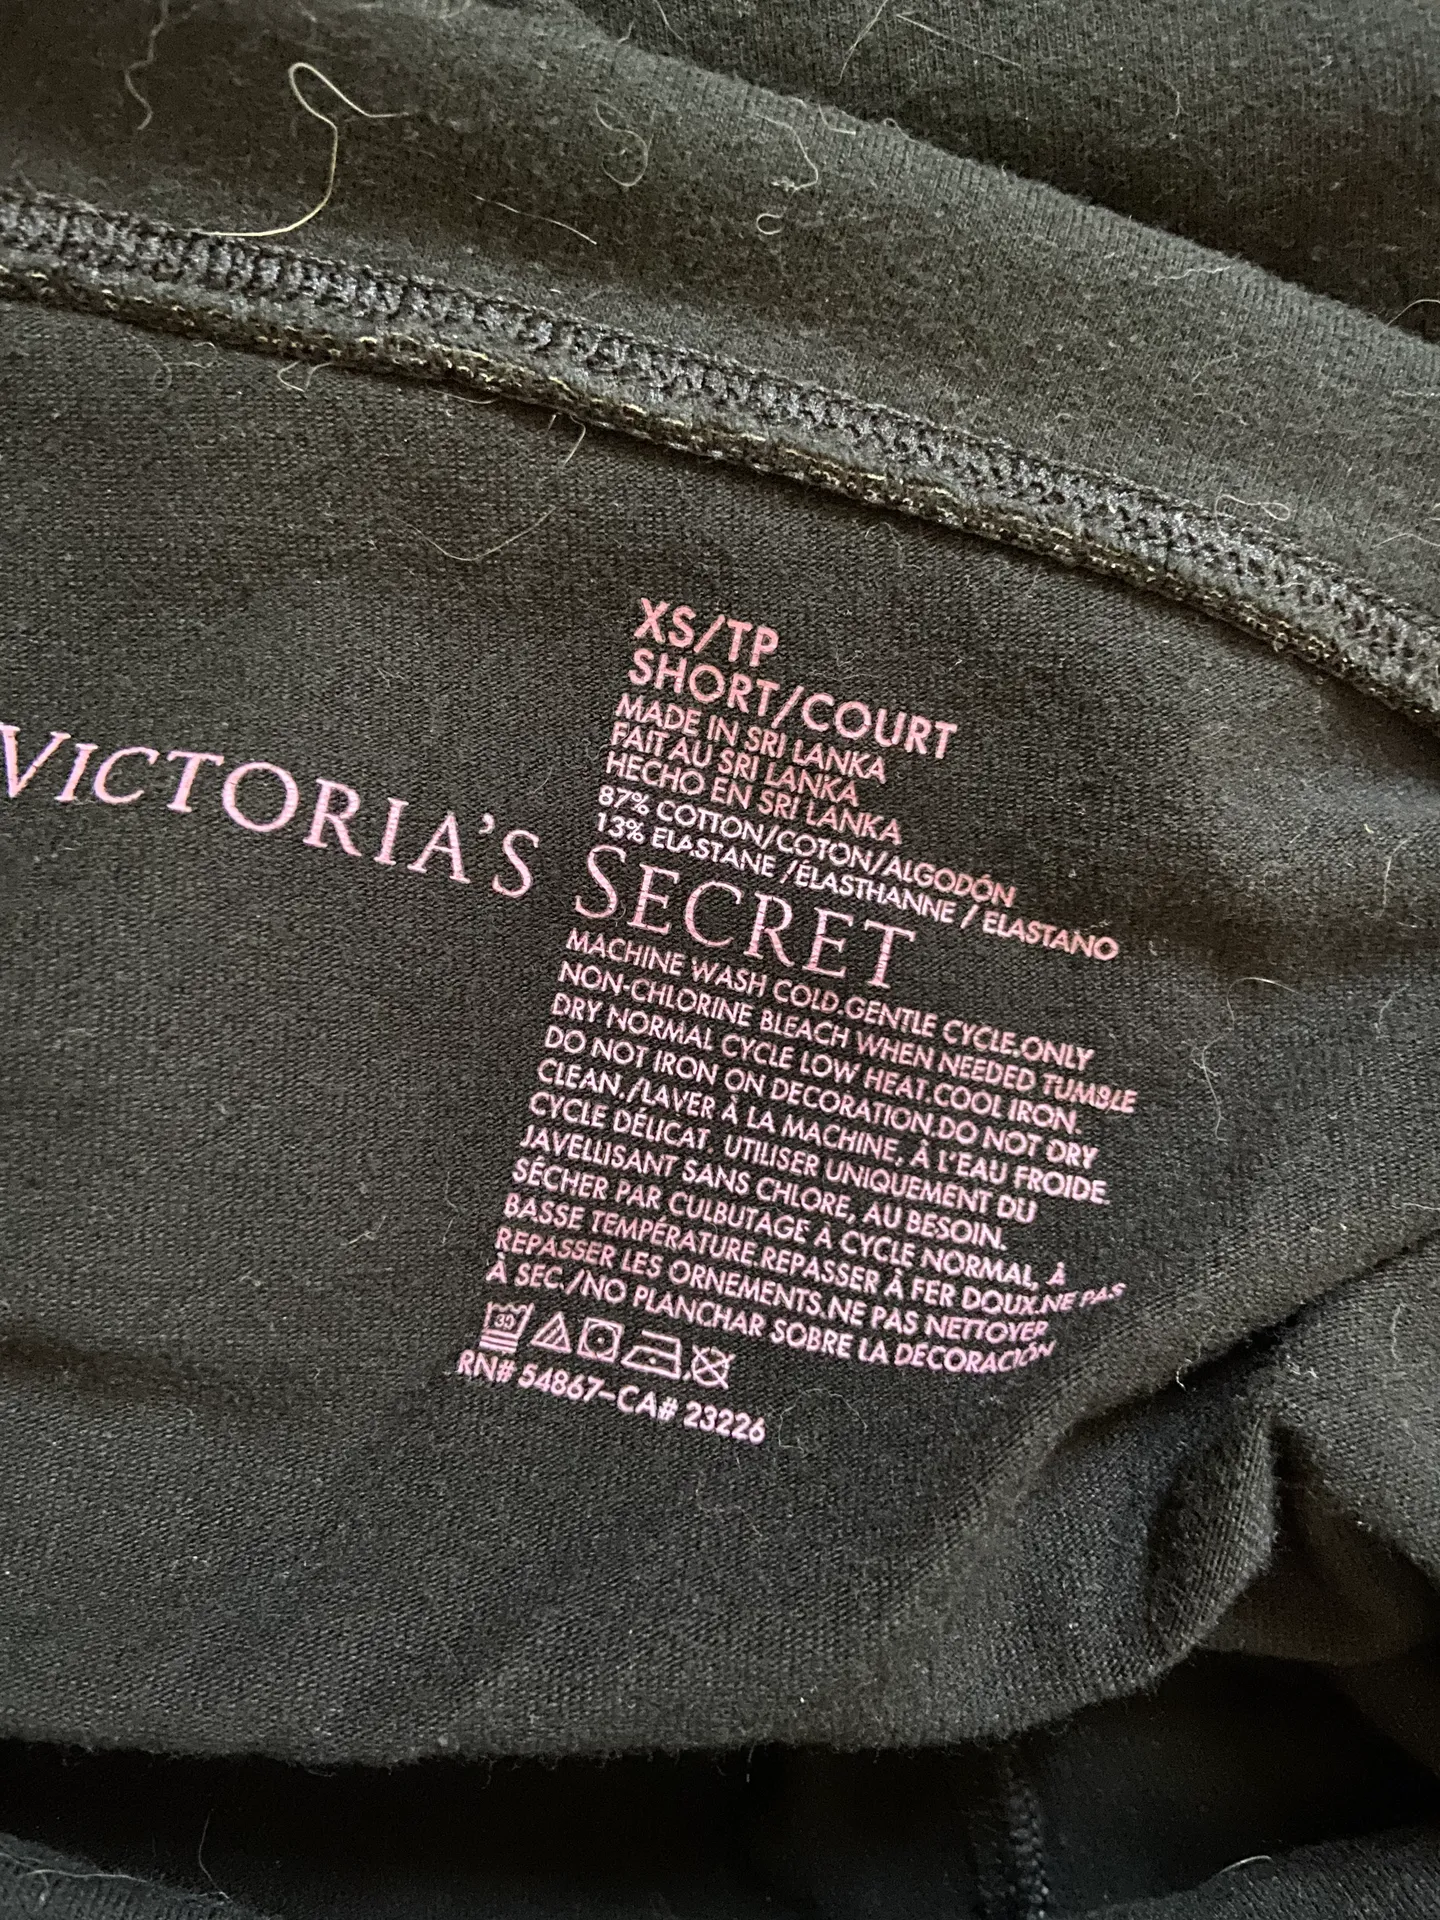 XS/TP
SHORT/COURT
MADE IN SRI LANKA
FAIT AU SRI LANKA
HECHO EN SRI LANKA
87% COTTON/COTON/ALGODÓN
13% ELASTANE /ÉLASTHANNE / ELASTANO
VICTORIA'S SECRET
MACHINE WASH COLD.GENTLE CYCLE.ONLY
NON-CHLORINE BLEACH WHEN NEEDED TUMBLE
DRY NORMAL CYCLE LOW HEAT.COOL IRON.
DO NOT IRON ON DECORATION.DO NOT DRY
CLEAN./LAVER À LA MACHINE, À L'EAU FROIDE.
CYCLE DÉLICAT. UTILISER UNIQUEMENT DU
JAVELLISANT SANS CHLORE, AU BESOIN.
SÉCHER PAR CULBUTAGE À CYCLE NORMAL, À
BASSE TEMPÉRATURE.REPASSER À FER DOUX.NE PAS
REPASSER LES ORNEMENTS.NE PAS NETTOYER
À SEC./NO PLANCHAR SOBRE LA DECORACIÓN
30
RN# 54867-CA# 23226